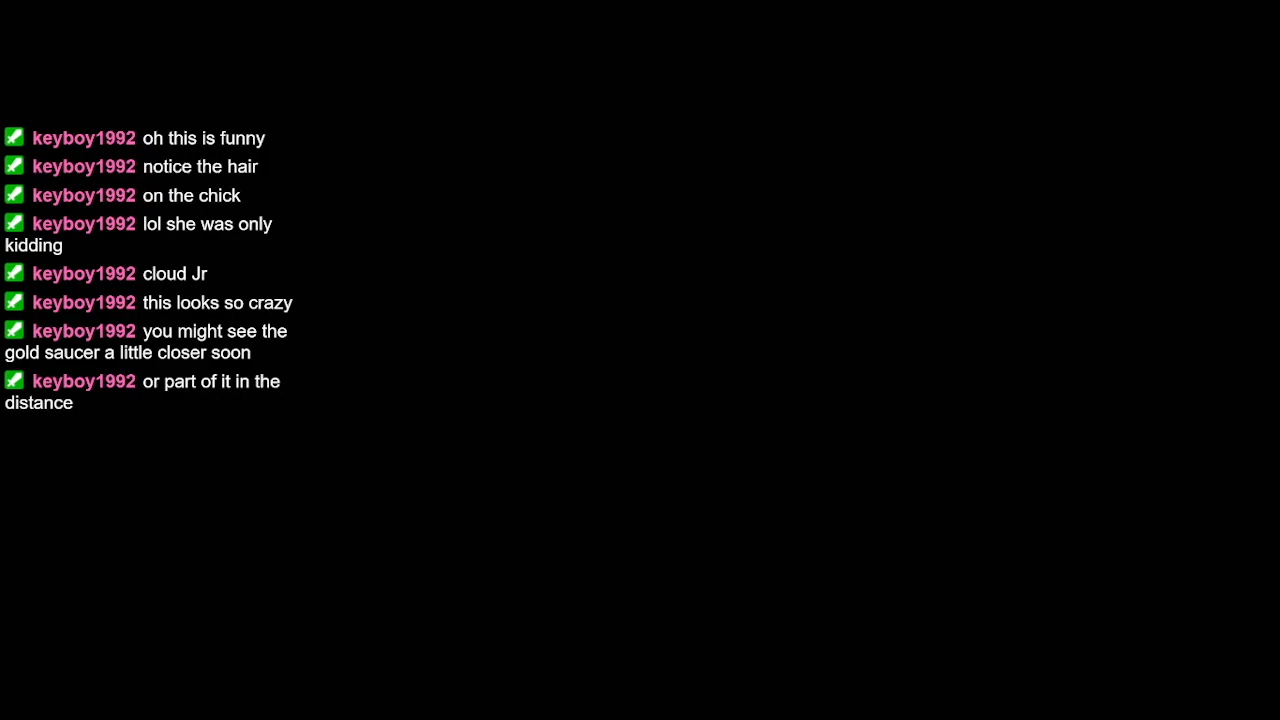 keyboy1992 oh this is funny
keyboy1992 notice the hair
keyboy1992 on the chick
keyboy1992 lol she was only
kidding
keyboy1992 cloud Jr
keyboy1992 this looks so crazy
keyboy1992 you might see the
gold saucer a little closer soon
keyboy1992 or part of it in the
distance